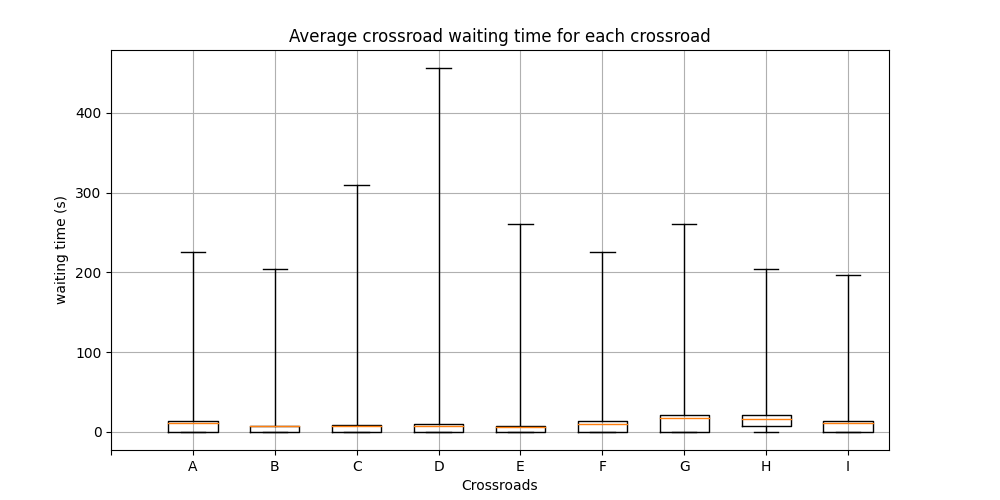 Average crossroad waiting time for each crossroad
waiting time (s)
400
300
200
100
0
A B C D E F G H I
Crossroads